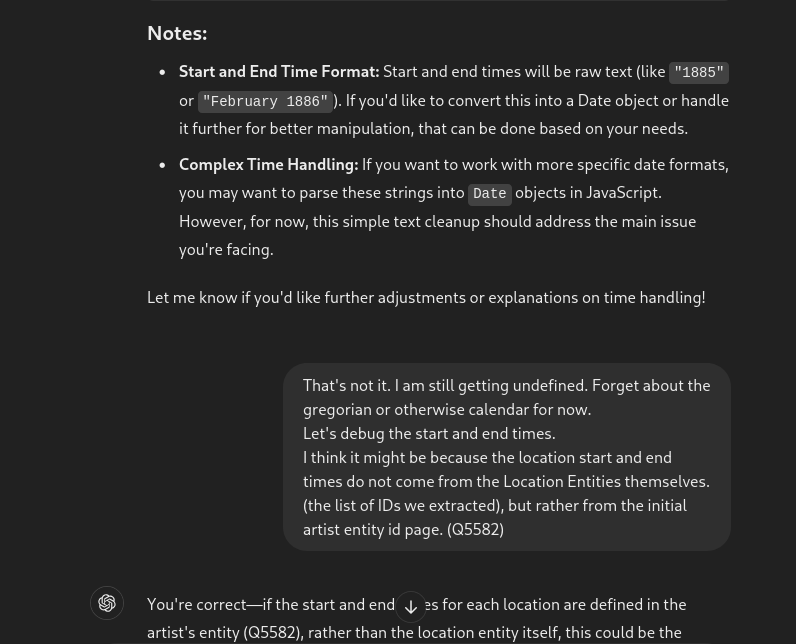 Notes:
• Start and End Time Format: Start and end times will be raw text (like "1885"
or "February 1886"). If you'd like to convert this into a Date object or handle
it further for better manipulation, that can be done based on your needs.
• Complex Time Handling: If you want to work with more specific date formats,
you may want to parse these strings into Date objects in JavaScript.
However, for now, this simple text cleanup should address the main issue
you're facing.
Let me know if you'd like further adjustments or explanations on time handling!
That's not it. I am still getting undefined. Forget about the
gregorian or otherwise calendar for now.
Let's debug the start and end times.
I think it might be because the location start and end
times do not come from the Location Entities themselves.
(the list of IDs we extracted), but rather from the initial
artist entity id page. (Q5582)
You're correct—if the start and end es for each location are defined in the
artist's entity (Q5582), rather than the location entity itself, this could be the